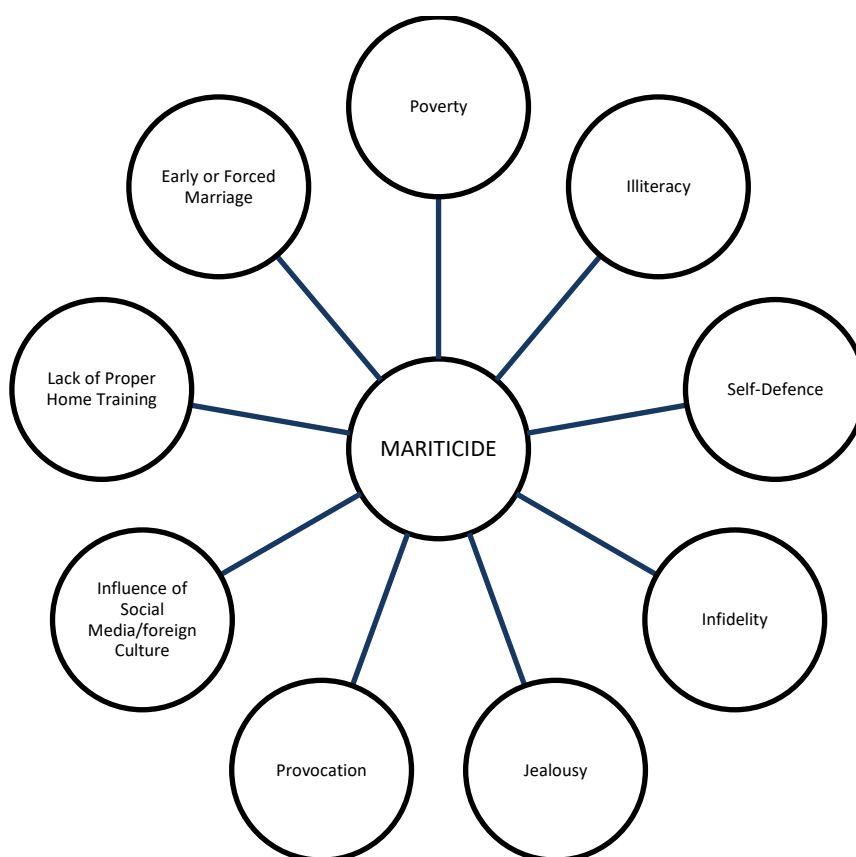 Poverty
Illiteracy
Self-Defence
Infidelity
Jealousy
Provocation
Influence of
Social
Media/foreign
Culture
Lack of Proper
Home Training
Early or Forced
Marriage
MARITICIDE